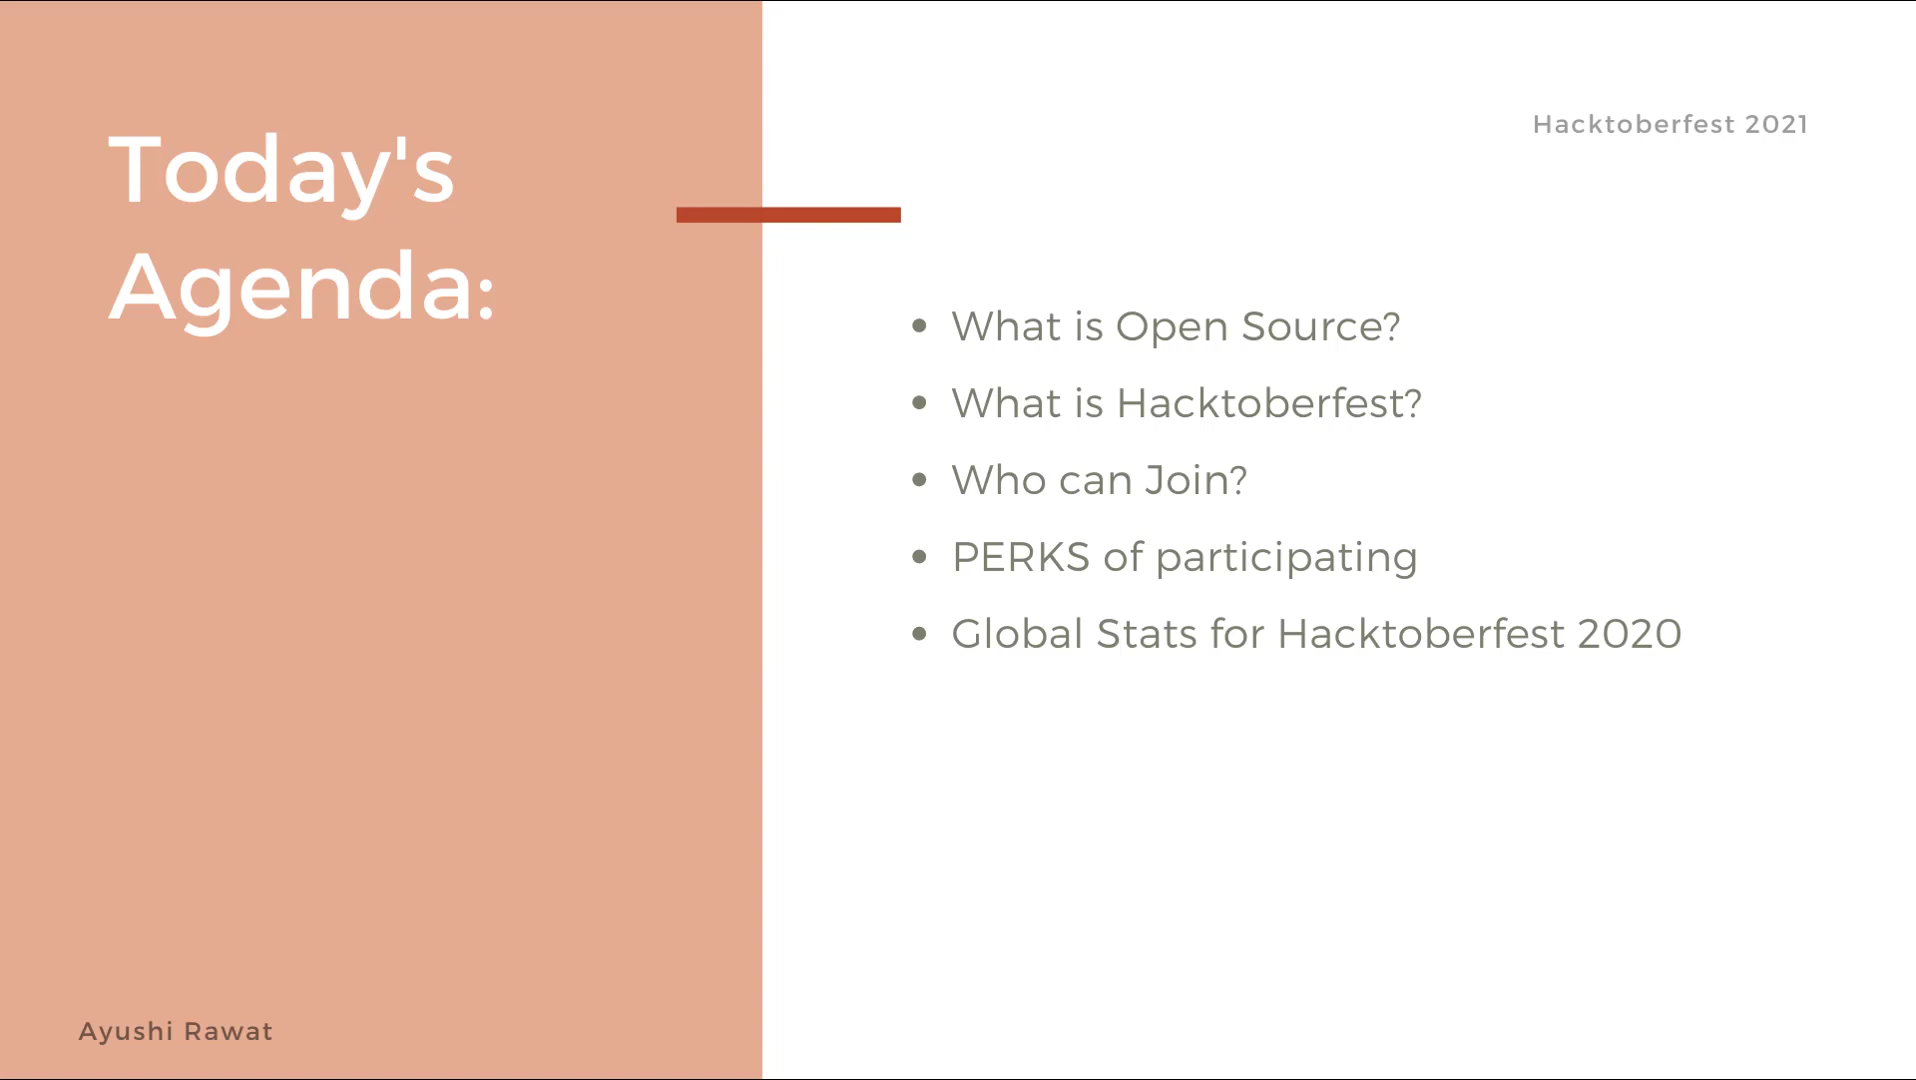 Today's
Agenda:
Hacktoberfest 2021
• What is Open Source?
• What is Hacktoberfest?
• Who can Join?
• PERKS of participating
• Global Stats for Hacktoberfest 2020
Ayushi Rawat